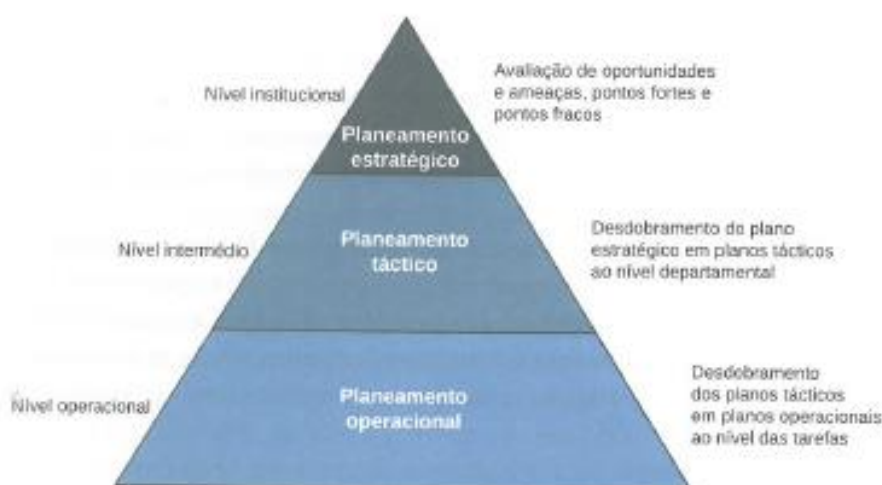 Nível institucional
Planeamento
estratégico
Avaliação de oportunidades
e ameaças, pontos fortes e
pontos fracos
Nível intermédio
Planeamento
táctico
Desdobramento do plano
estratégico em planos tácticos
ao nível departamental
Nível operacional
Planeamento
operacional
Desdobramento
dos planos tácticos
em planos operacionais
ao nível das tarefas